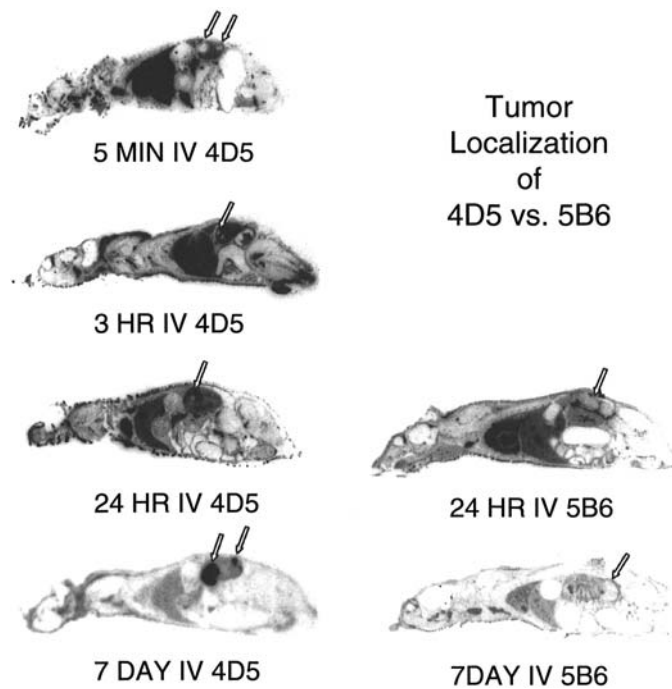 5 MIN IV 4D5
Tumor
Localization
of
4D5 vs. 5B6
3 HR IV 4D5
24 HR IV 4D5
24 HR IV 5B6
7 DAY IV 4D5
7DAY IV 5B6